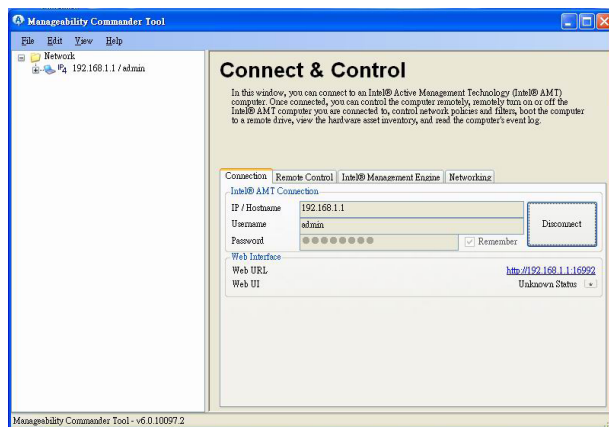 Manageability Commander Tool
File Edit View Help
Network
IP4 192.168.1.1 / admin
Connect & Control
In this window, you can connect to an Intel® Active Management Technology (Intel® AMT)
computer. Once connected, you can control the computer remotely, remotely turn on or off the
Intel® AMT computer you are connected to, control network policies and filters, boot the computer
to a remote drive, view the hardware asset inventory, and read the computer's event log.
Connection Remote Control Intel® Management Engine Networking
Intel® AMT Connection
IP / Hostname 192.168.1.1
Username admin Disconnect
Password ●●●●●●●● Remember
Web Interface
Web URL http://192.168.1.1:16992
Web UI Unknown Status
Manageability Commander Tool - v6.0.10097.2